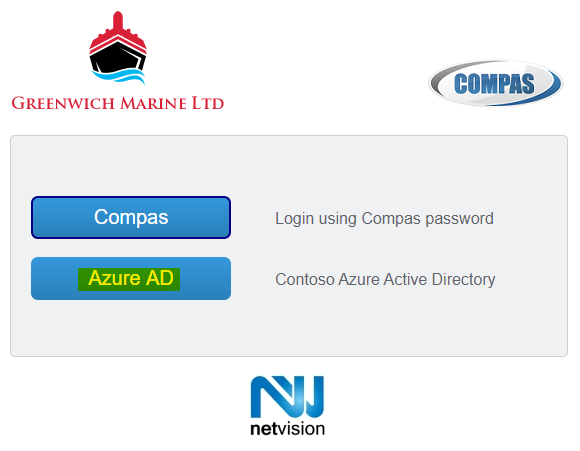 GREENWICH MARINE LTD
COMPAS
Compas
Login using Compas password
Azure AD
Contoso Azure Active Directory
netvision